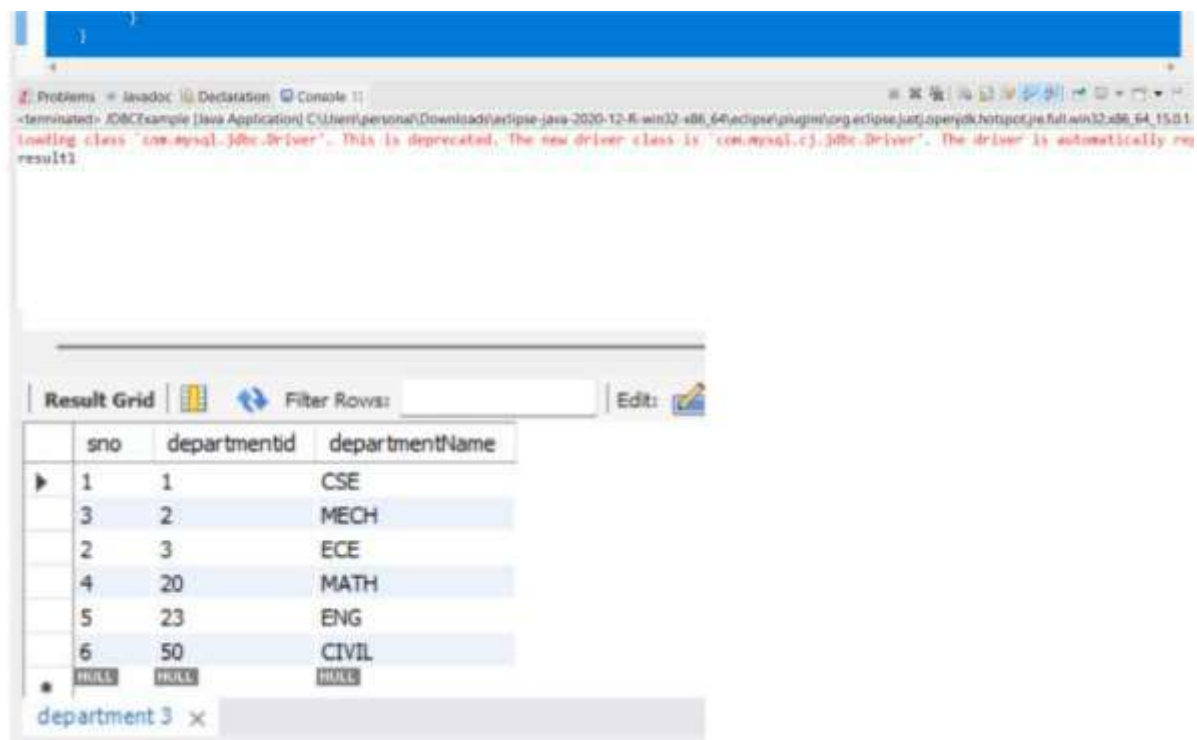 }
}
Problems Javadoc Declaration Console
<terminated> JDBCExample [Java Application] C:\Users\personal\Downloads\eclipse-java-2020-12-R-win32-x86_64\eclipse\plugins\org.eclipse.justj.openjdk.hotspot.jre.full.win32.x86_64_15.0.1
Loading class `com.mysql.jdbc.Driver'. This is deprecated. The new driver class is `com.mysql.cj.jdbc.Driver'. The driver is automatically reg
result1
Result Grid Filter Rows: Edit:
sno departmentid departmentName
1 1 CSE
3 2 MECH
2 3 ECE
4 20 MATH
5 23 ENG
6 50 CIVIL
NULL NULL NULL
department 3 ×